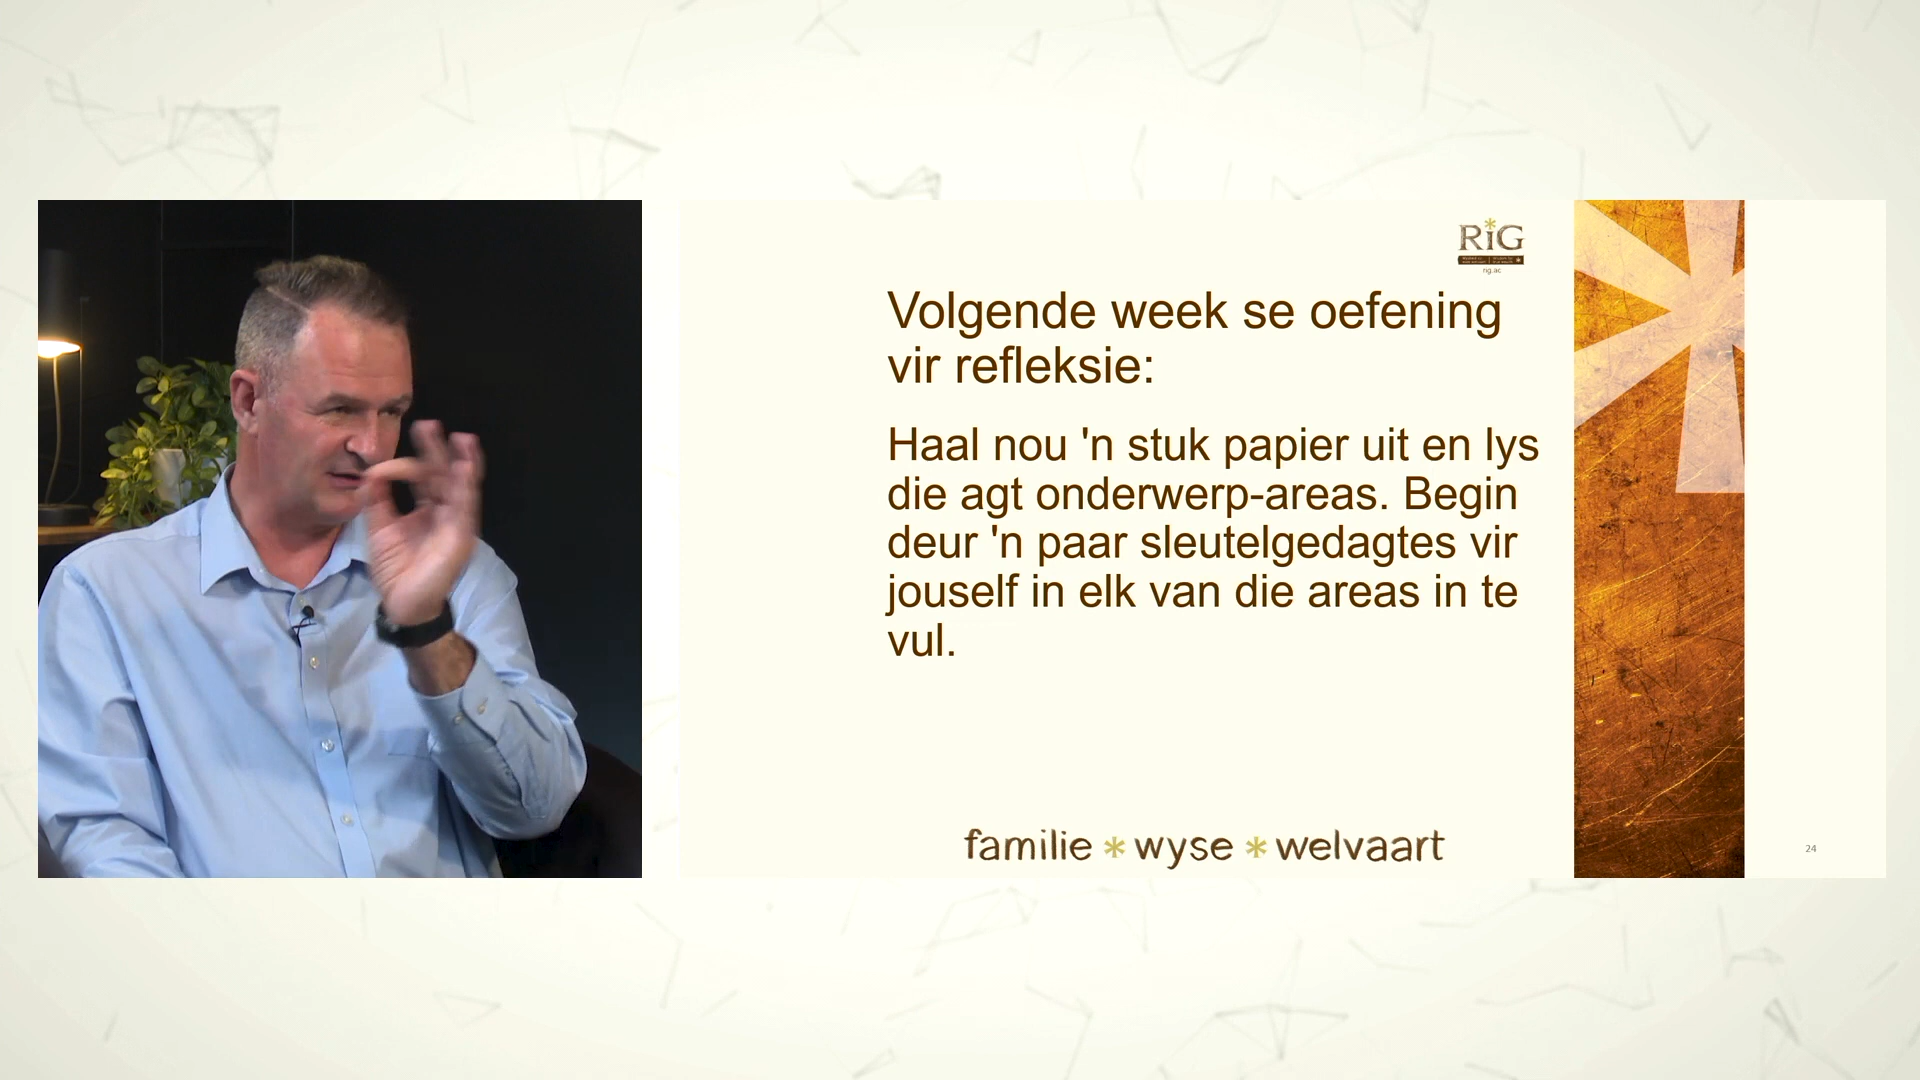 RiG
rig.ac
Volgende week se oefening
vir refleksie:
Haal nou 'n stuk papier uit en lys
die agt onderwerp-areas. Begin
deur 'n paar sleutelgedagtes vir
jouself in elk van die areas in te
vul.
familie * wyse * welvaart
24